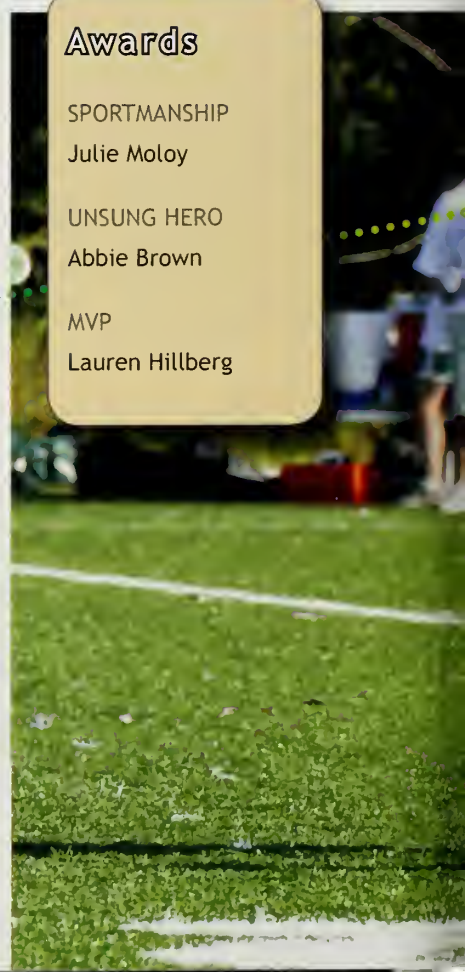 Awards
SPORTMANSHIP
Julie Moloy
UNSUNG HERO
Abbie Brown
MVP
Lauren Hillberg